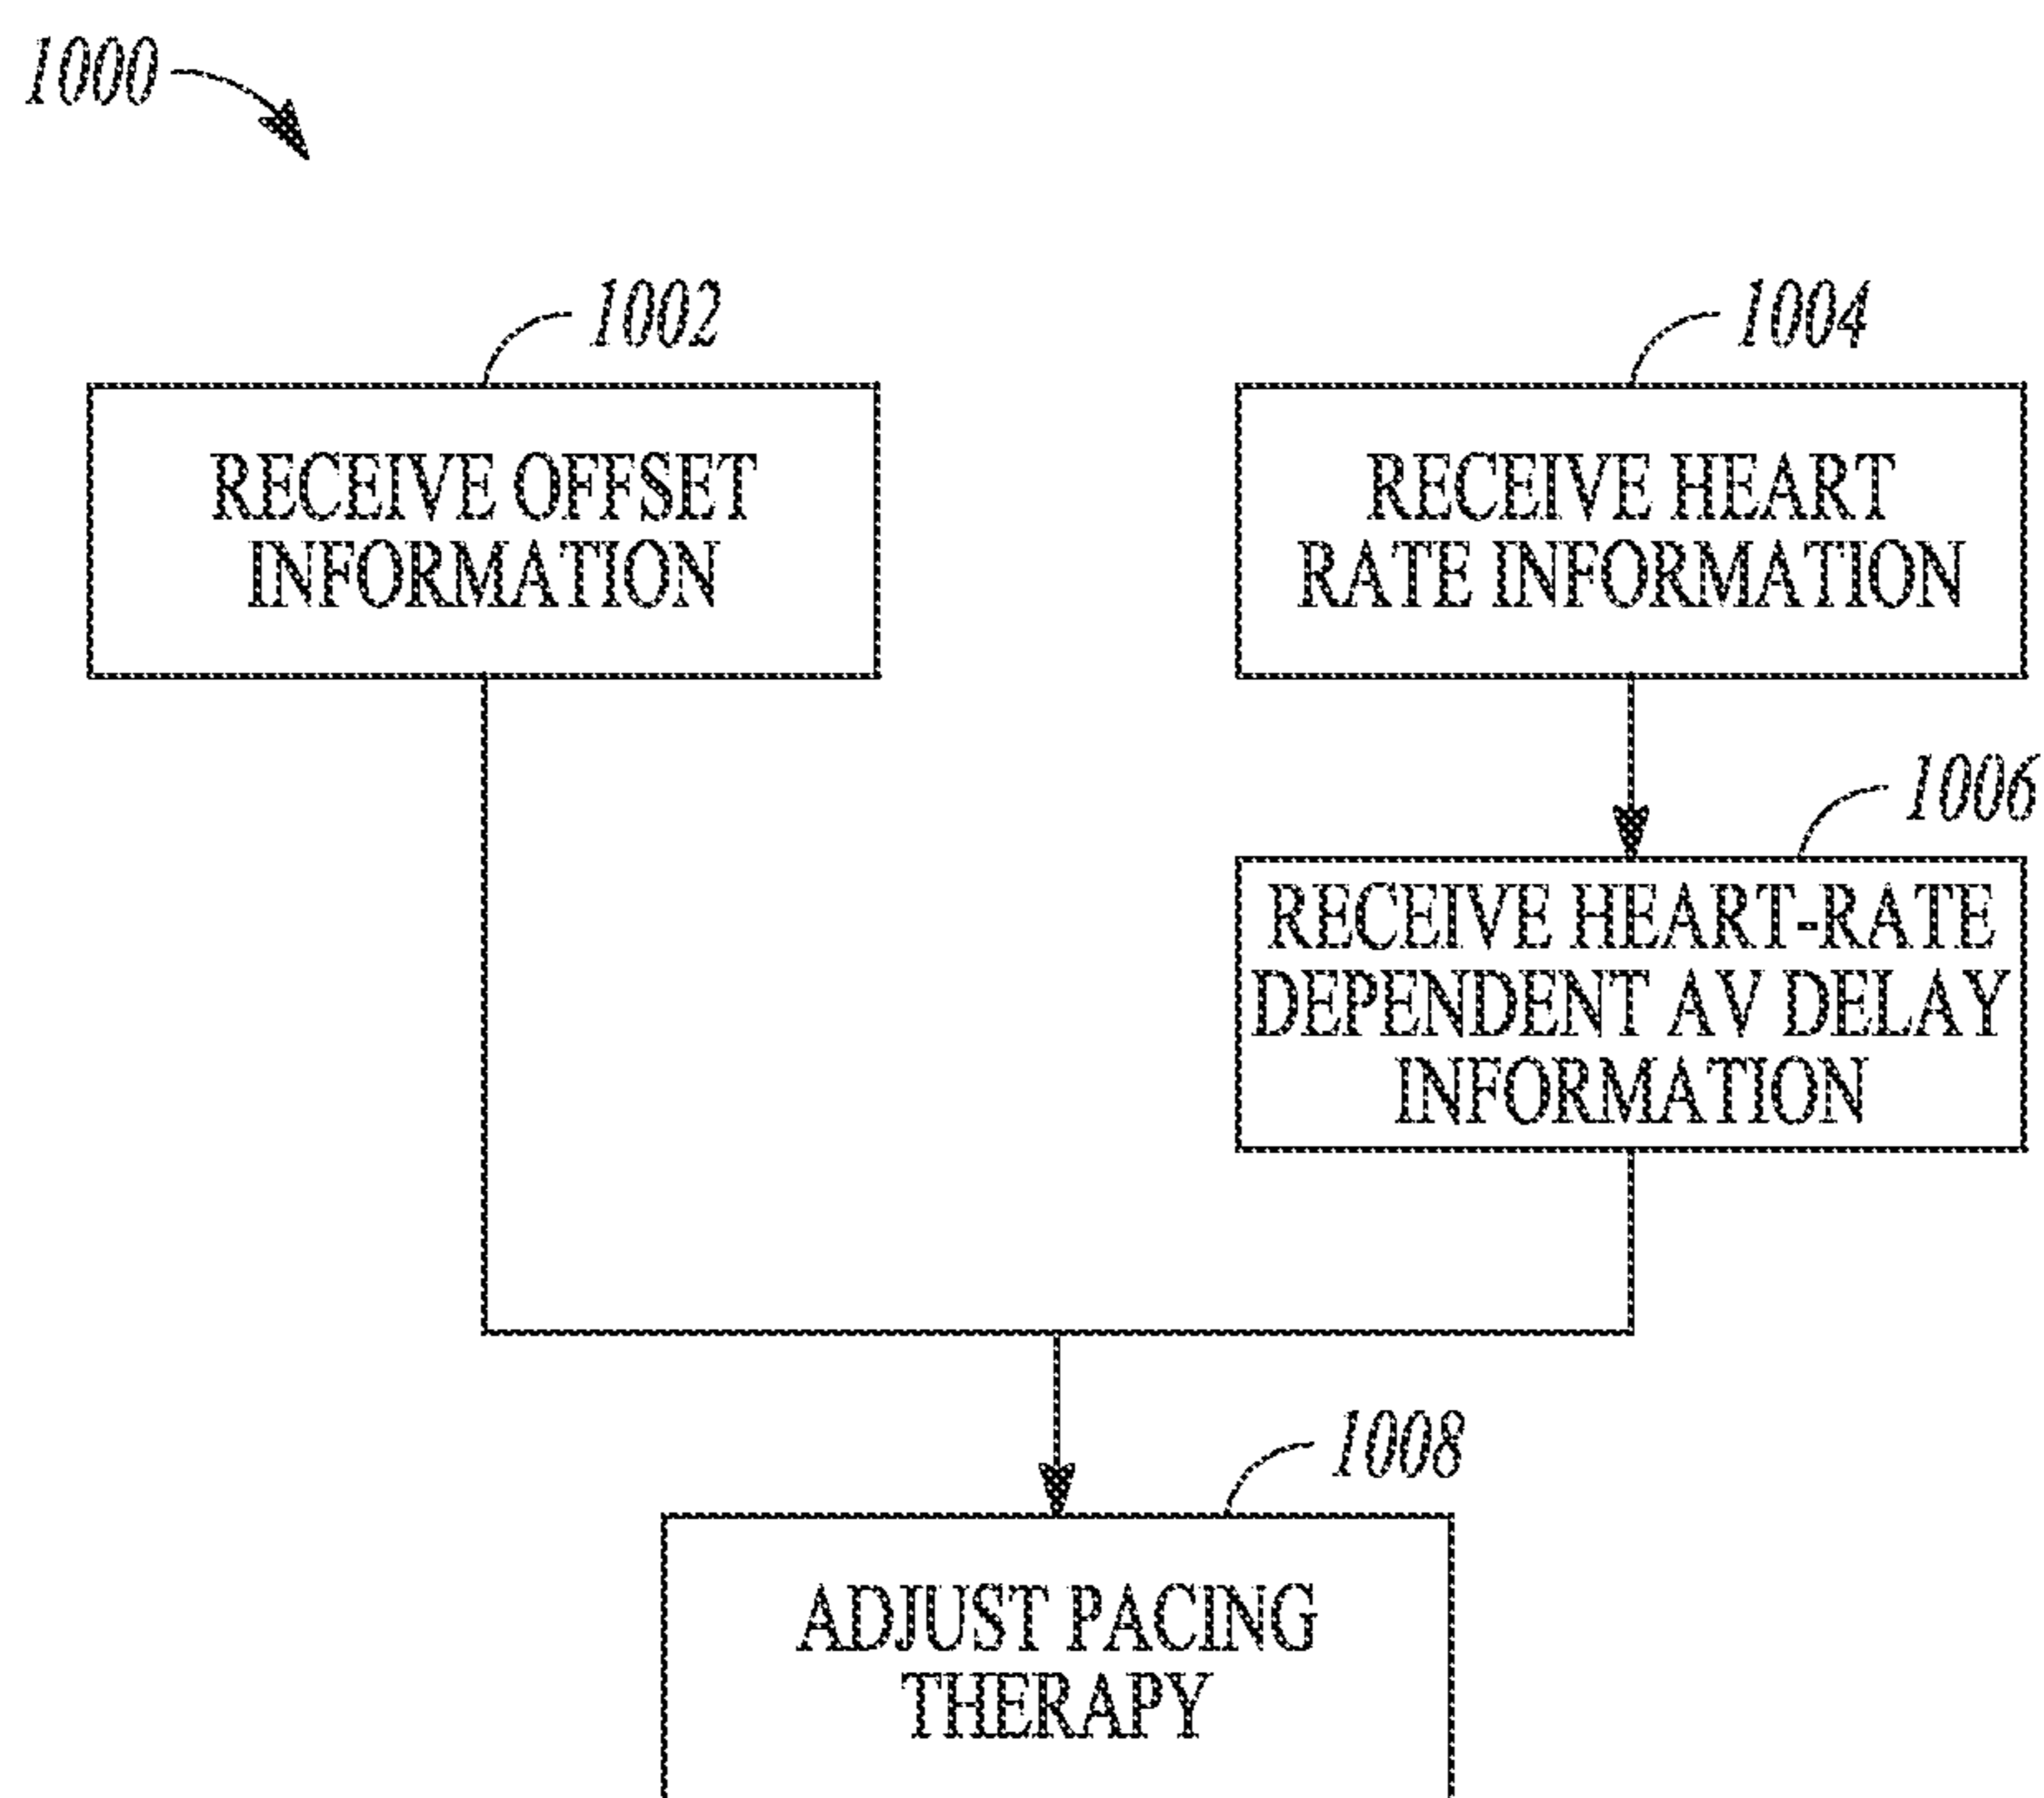 1000
1002
1004
RECEIVE OFFSET
INFORMATION
RECEIVE HEART
RATE INFORMATION
1006
RECEIVE HEART-RATE
DEPENDENT AV DELAY
INFORMATION
1008
ADJUST PACING
THERAPY